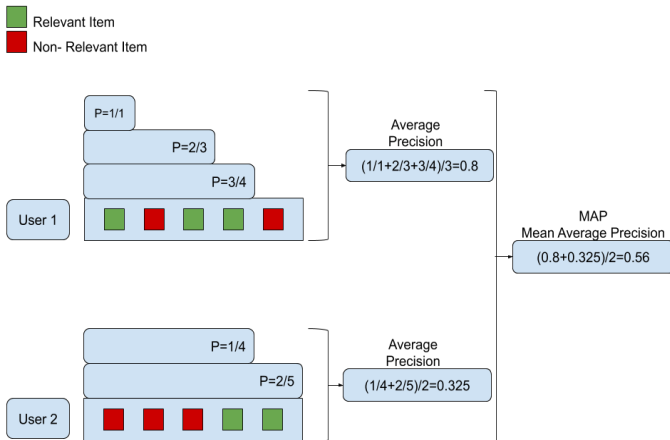 Relevant Item
Non- Relevant Item
P=1/1
P=2/3
P=3/4
User 1
Average
Precision
(1/1+2/3+3/4)/3=0.8
MAP
Mean Average Precision
(0.8+0.325)/2=0.56
P=1/4
P=2/5
User 2
Average
Precision
(1/4+2/5)/2=0.325